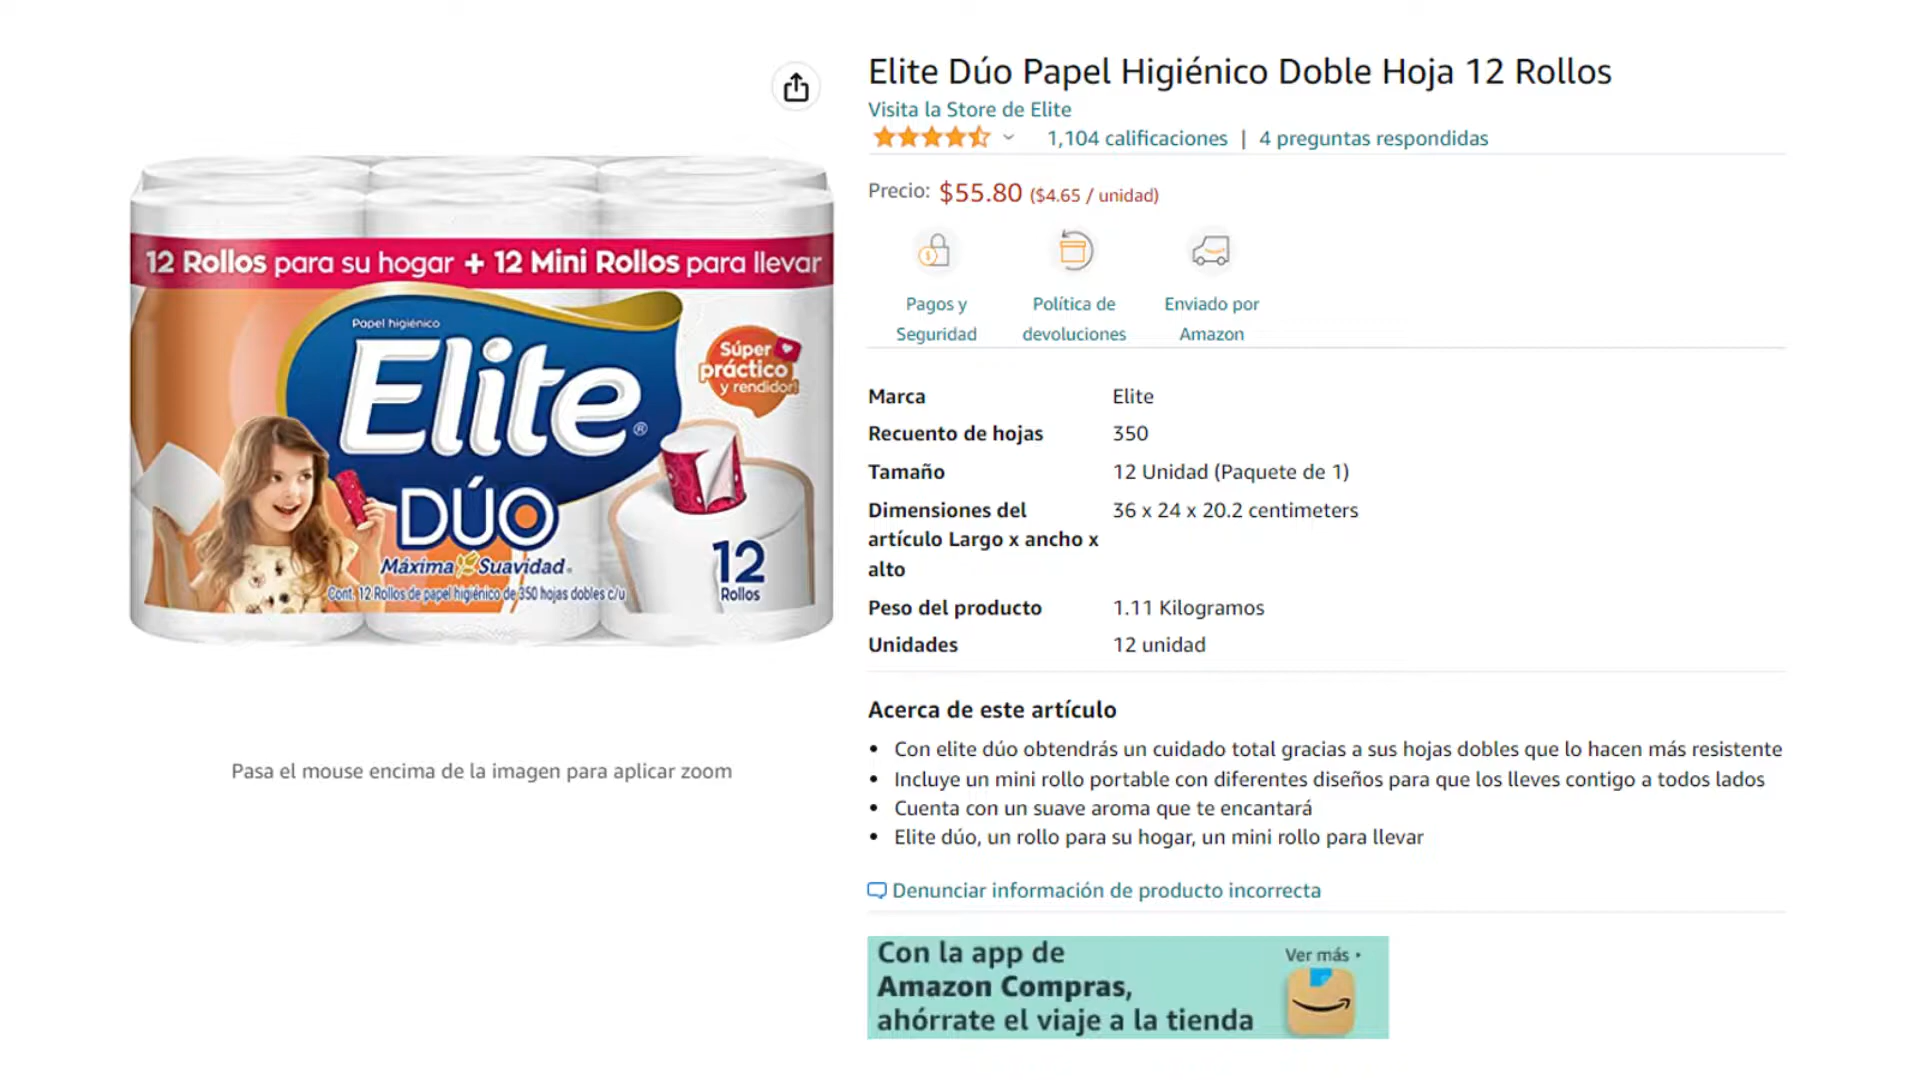 Elite Dúo Papel Higiénico Doble Hoja 12 Rollos
Visita la Store de Elite
1,104 calificaciones | 4 preguntas respondidas
Precio: $55.80 ($4.65 / unidad)
Pagos y Seguridad
Política de devoluciones
Enviado por Amazon
12 Rollos para su hogar + 12 Mini Rollos para llevar
Papel higiénico
Elite®
DÚO
Máxima Suavidad
Cont. 12 Rollos de papel higiénico de 350 hojas dobles c/u
Súper
práctico
y rendidor!
12
Rollos
Pasa el mouse encima de la imagen para aplicar zoom
Marca Elite
Recuento de hojas 350
Tamaño 12 Unidad (Paquete de 1)
Dimensiones del artículo Largo x ancho x alto 36 x 24 x 20.2 centimeters
Peso del producto 1.11 Kilogramos
Unidades 12 unidad
Acerca de este artículo
• Con elite dúo obtendrás un cuidado total gracias a sus hojas dobles que lo hacen más resistente
• Incluye un mini rollo portable con diferentes diseños para que los lleves contigo a todos lados
• Cuenta con un suave aroma que te encantará
• Elite dúo, un rollo para su hogar, un mini rollo para llevar
Denunciar información de producto incorrecta
Con la app de
Amazon Compras,
ahórrate el viaje a la tienda
Ver más